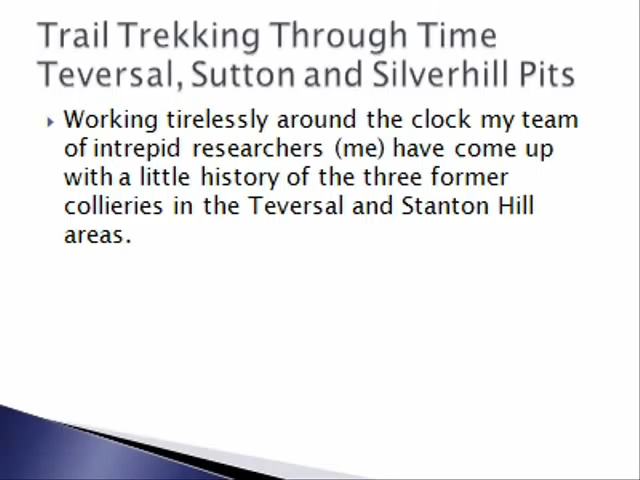 Trail Trekking Through Time
Teversal, Sutton and Silverhill Pits
Working tirelessly around the clock my team
of intrepid researchers (me) have come up
with a little history of the three former
collieries in the Teversal and Stanton Hill
areas.